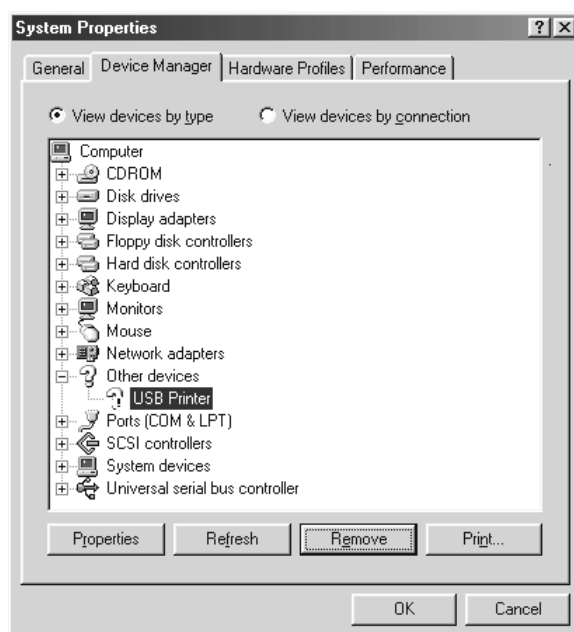 System Properties
General Device Manager Hardware Profiles Performance
View devices by type View devices by connection
Computer
CDROM
Disk drives
Display adapters
Floppy disk controllers
Hard disk controllers
Keyboard
Monitors
Mouse
Network adapters
Other devices
USB Printer
Ports (COM & LPT)
SCSI controllers
System devices
Universal serial bus controller
Properties Refresh Remove Print...
OK Cancel